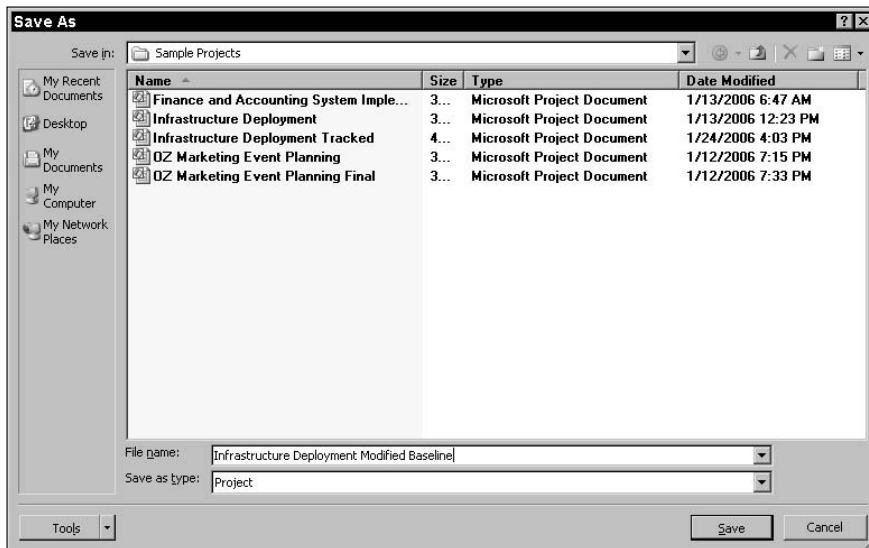 Save As
Save in: Sample Projects
My Recent Documents
Desktop
My Documents
My Computer
My Network Places
Name Size Type Date Modified
Finance and Accounting System Imple... 3... Microsoft Project Document 1/13/2006 6:47 AM
Infrastructure Deployment 3... Microsoft Project Document 1/13/2006 12:23 PM
Infrastructure Deployment Tracked 4... Microsoft Project Document 1/24/2006 4:03 PM
OZ Marketing Event Planning 3... Microsoft Project Document 1/12/2006 7:15 PM
OZ Marketing Event Planning Final 3... Microsoft Project Document 1/12/2006 7:33 PM
File name: Infrastructure Deployment Modified Baseline
Save as type: Project
Tools Save Cancel